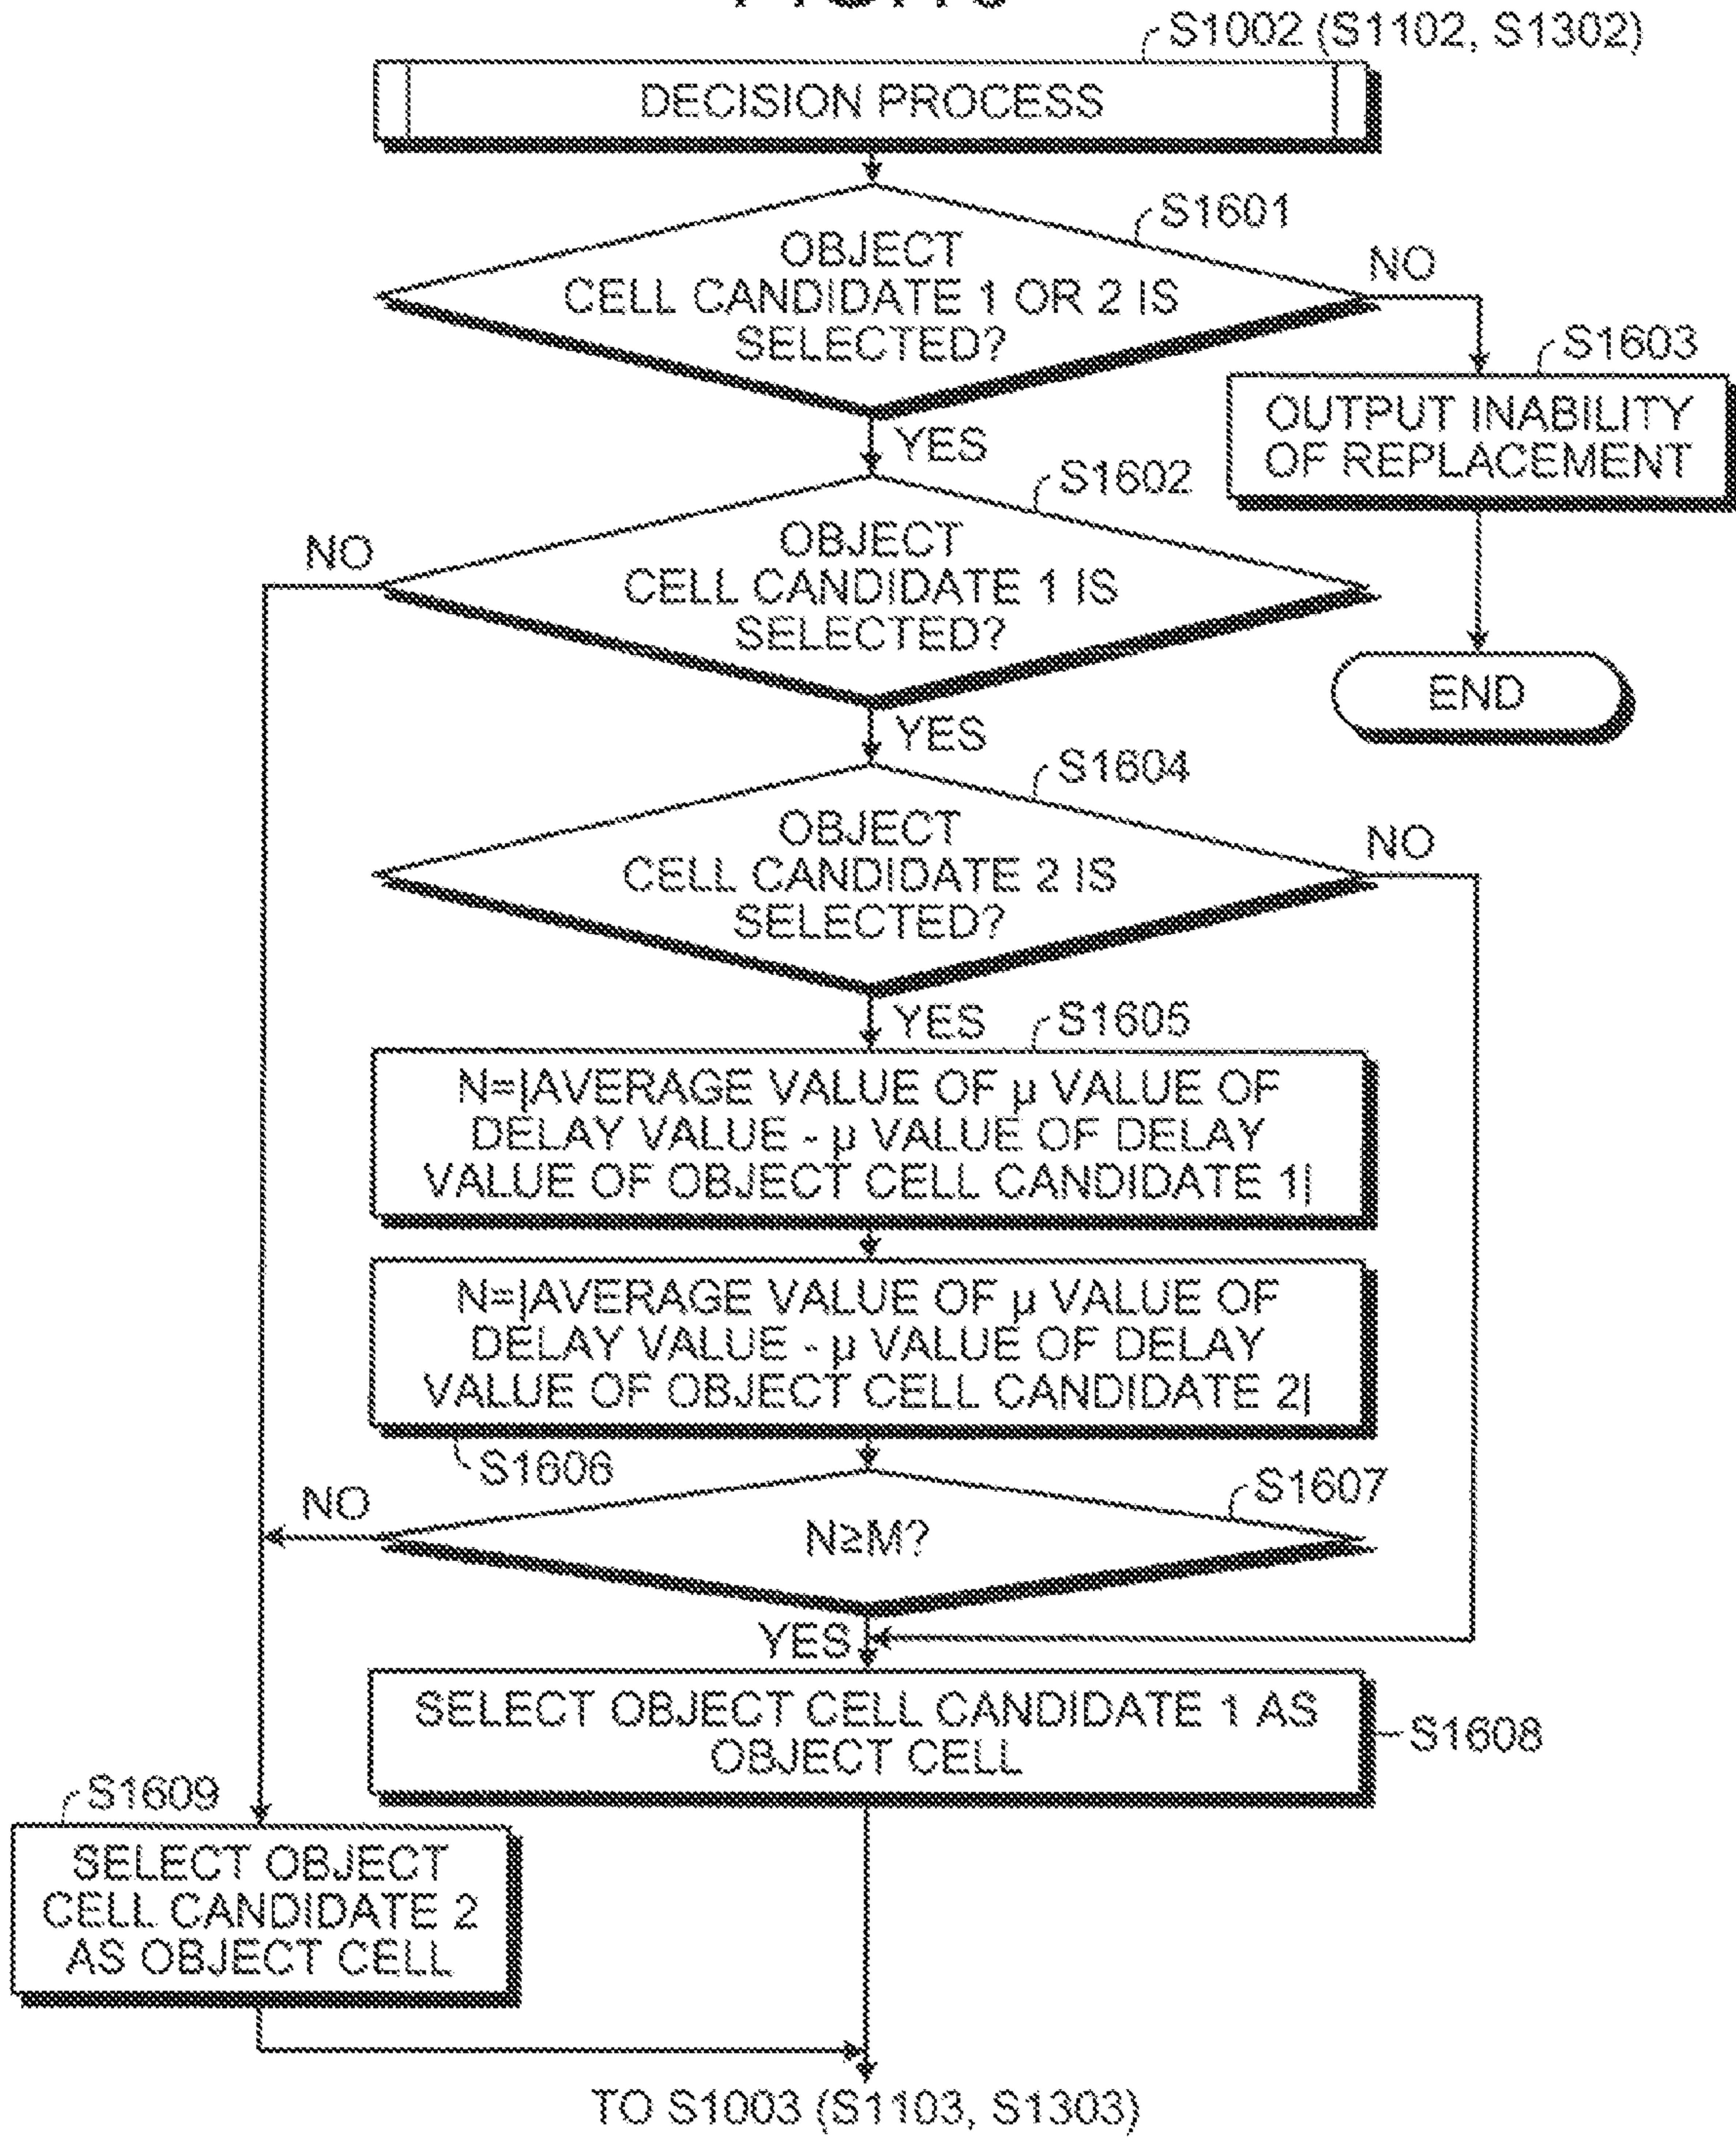 S1002 (S1102, S1302)
DECISION PROCESS
S1601
OBJECT
CELL CANDIDATE 1 OR 2 IS
SELECTED?
NO
S1603
OUTPUT INABILITY
OF REPLACEMENT
YES
S1602
OBJECT
CELL CANDIDATE 1 IS
SELECTED?
NO
END
YES
S1604
OBJECT
CELL CANDIDATE 2 IS
SELECTED?
NO
YES
S1605
N=|AVERAGE VALUE OF μ VALUE OF
DELAY VALUE - μ VALUE OF DELAY
VALUE OF OBJECT CELL CANDIDATE 1|
N=|AVERAGE VALUE OF μ VALUE OF
DELAY VALUE - μ VALUE OF DELAY
VALUE OF OBJECT CELL CANDIDATE 2|
S1606
S1607
NO
N≥M?
YES
SELECT OBJECT CELL CANDIDATE 1 AS
OBJECT CELL
S1608
S1609
SELECT OBJECT
CELL CANDIDATE 2
AS OBJECT CELL
TO S1003 (S1103, S1303)